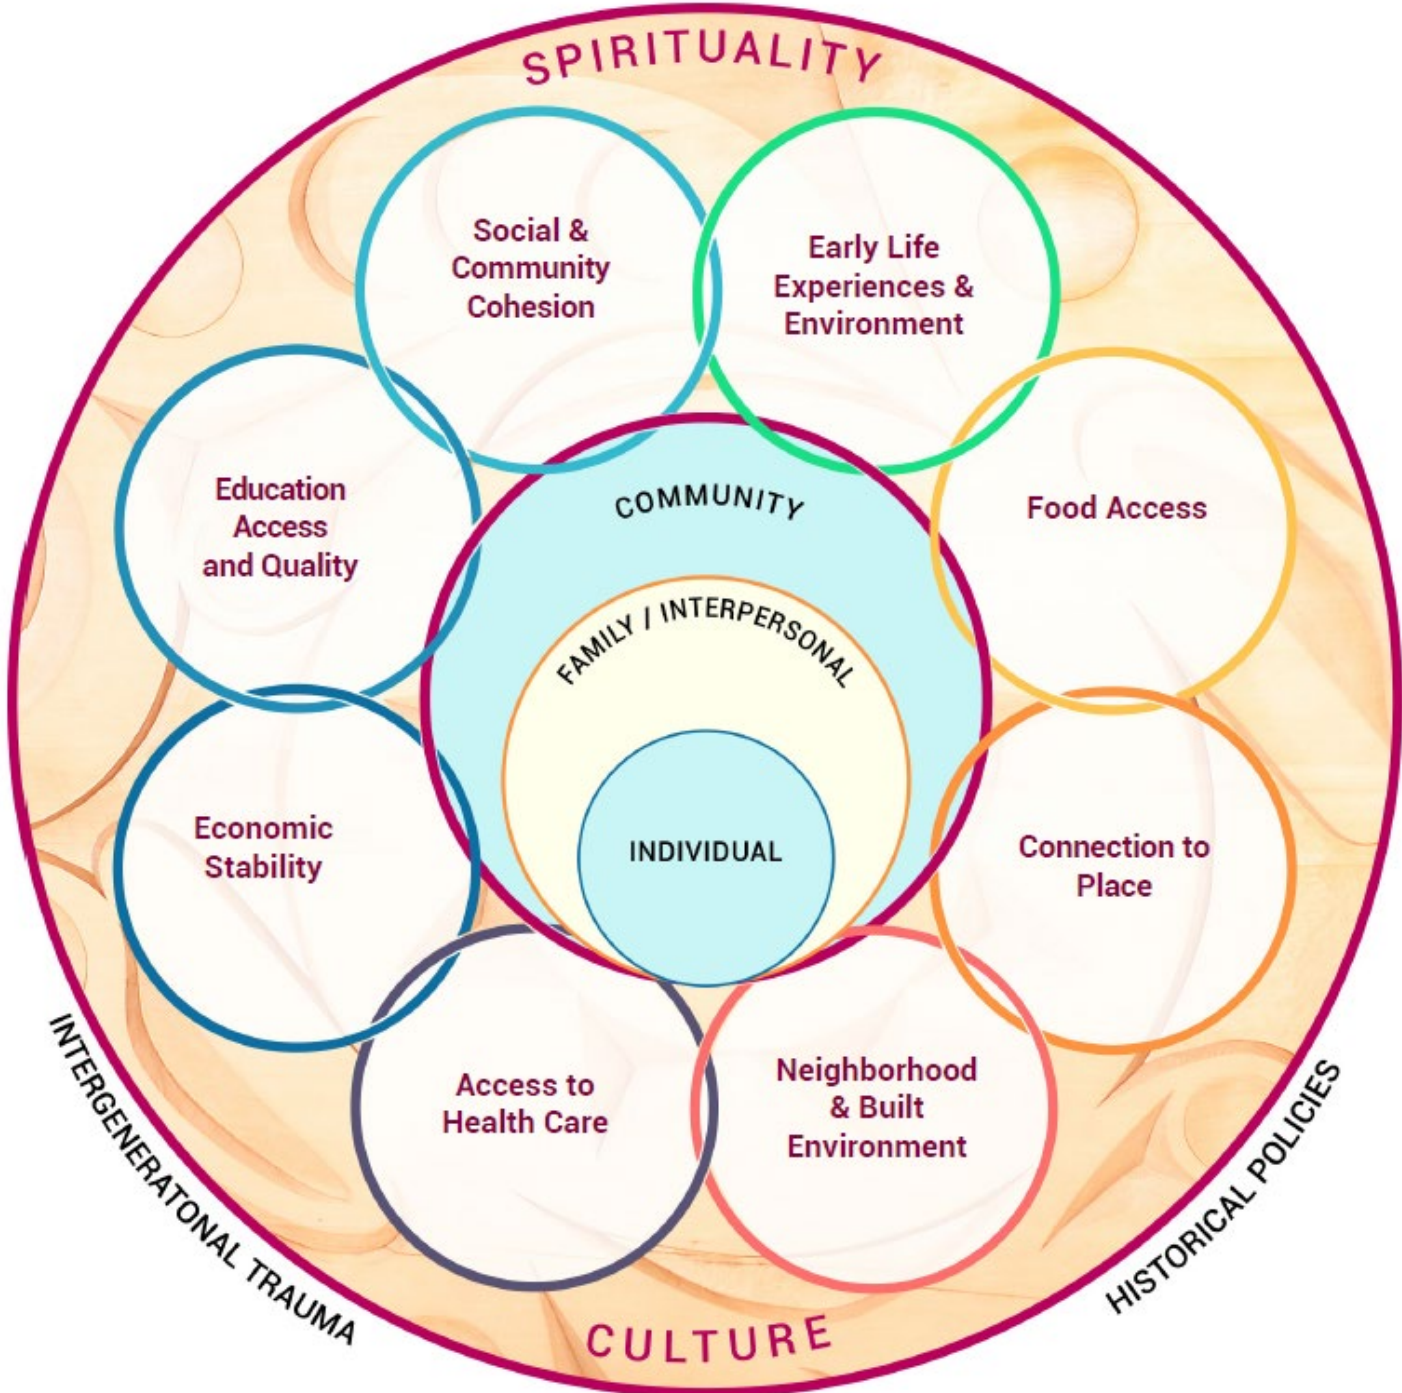 SPIRITUALITY
Social &
Community
Cohesion
Early Life
Experiences &
Environment
Education
Access
and Quality
COMMUNITY
Food Access
FAMILY / INTERPERSONAL
Economic
Stability
INDIVIDUAL
Connection to
Place
Access to
Health Care
Neighborhood
& Built
Environment
INTERGENERATONAL TRAUMA
HISTORICAL POLICIES
CULTURE